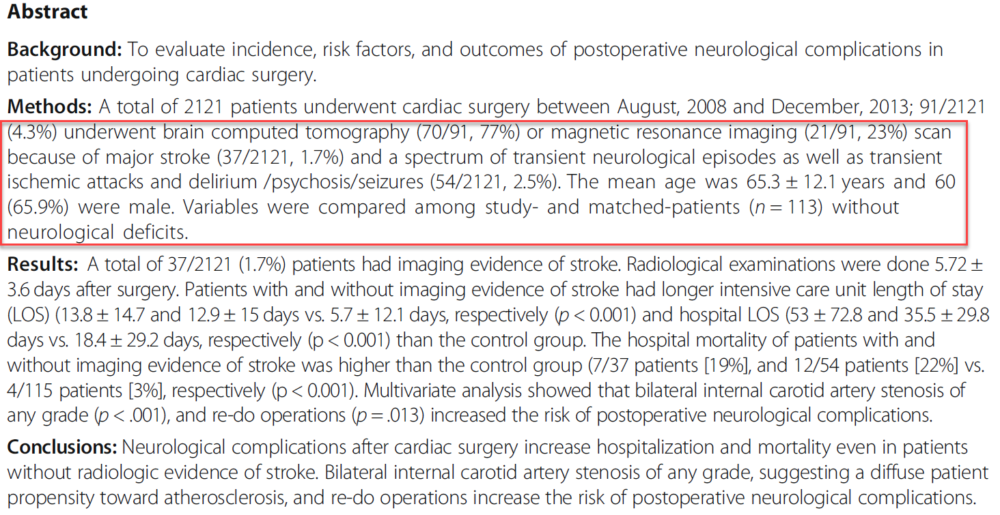 Abstract
Background: To evaluate incidence, risk factors, and outcomes of postoperative neurological complications in
patients undergoing cardiac surgery.
Methods: A total of 2121 patients underwent cardiac surgery between August, 2008 and December, 2013; 91/2121
(4.3%) underwent brain computed tomography (70/91, 77%) or magnetic resonance imaging (21/91, 23%) scan
because of major stroke (37/2121, 1.7%) and a spectrum of transient neurological episodes as well as transient
ischemic attacks and delirium /psychosis/seizures (54/2121, 2.5%). The mean age was 65.3 ± 12.1 years and 60
(65.9%) were male. Variables were compared among study- and matched-patients (n = 113) without
neurological deficits.
Results: A total of 37/2121 (1.7%) patients had imaging evidence of stroke. Radiological examinations were done 5.72 ±
3.6 days after surgery. Patients with and without imaging evidence of stroke had longer intensive care unit length of stay
(LOS) (13.8 ± 14.7 and 12.9 ± 15 days vs. 5.7 ± 12.1 days, respectively (p < 0.001) and hospital LOS (53 ± 72.8 and 35.5 ± 29.8
days vs. 18.4 ± 29.2 days, respectively (p < 0.001) than the control group. The hospital mortality of patients with and
without imaging evidence of stroke was higher than the control group (7/37 patients [19%], and 12/54 patients [22%] vs.
4/115 patients [3%], respectively (p < 0.001). Multivariate analysis showed that bilateral internal carotid artery stenosis of
any grade (p < .001), and re-do operations (p = .013) increased the risk of postoperative neurological complications.
Conclusions: Neurological complications after cardiac surgery increase hospitalization and mortality even in patients
without radiologic evidence of stroke. Bilateral internal carotid artery stenosis of any grade, suggesting a diffuse patient
propensity toward atherosclerosis, and re-do operations increase the risk of postoperative neurological complications.